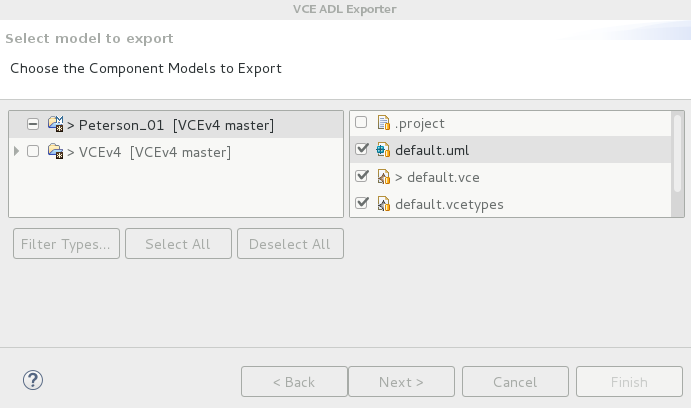 VCE ADL Exporter
Select model to export
Choose the Component Models to Export
> Peterson_01 [VCEv4 master]
> VCEv4 [VCEv4 master]
.project
default.uml
> default.vce
default.vcetypes
Filter Types...
Select All
Deselect All
?
< Back
Next >
Cancel
Finish